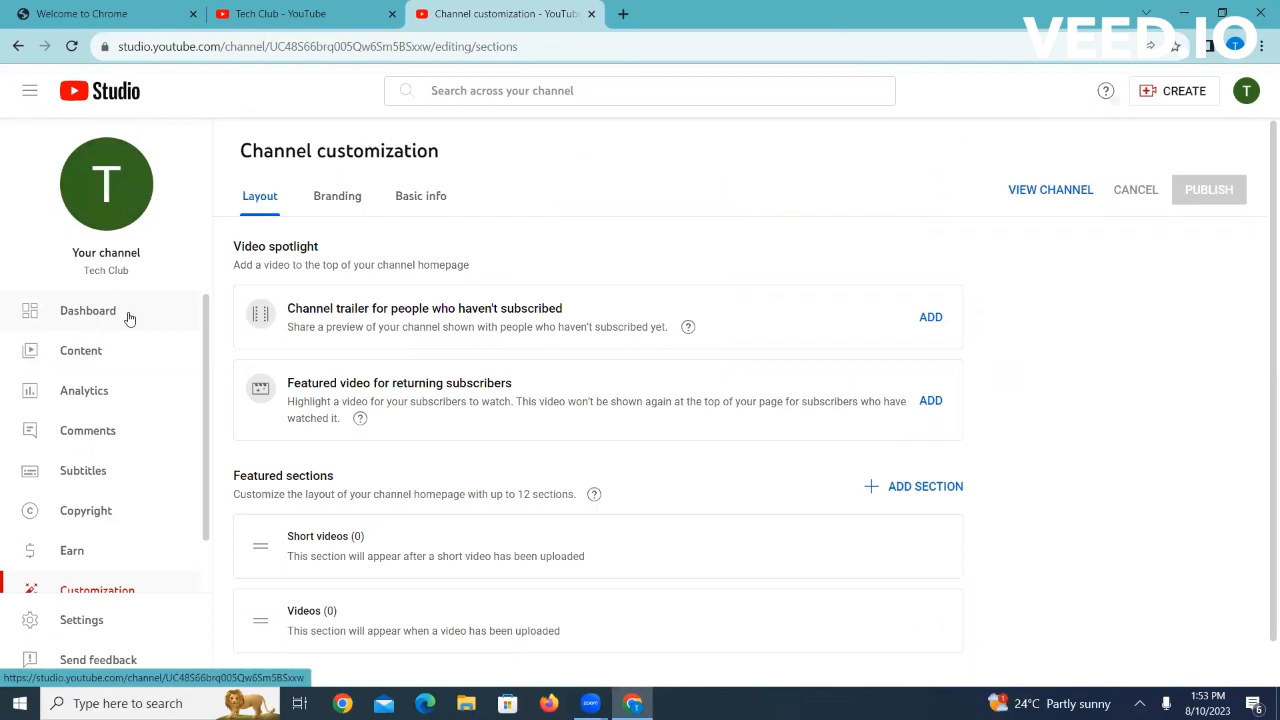 Welcome to Chrome
Tech Club - YouTube
Channel customization - YouTube
VEED.IO
studio.youtube.com/channel/UC48S66brq005Qw6Sm5BSxxw/editing/sections
Studio
Search across your channel
CREATE
T
T
Your channel
Tech Club
Dashboard
Content
Analytics
Comments
Subtitles
Copyright
Earn
Customization
Settings
Send feedback
Channel customization
Layout
Branding
Basic info
VIEW CHANNEL
CANCEL
PUBLISH
Video spotlight
Add a video to the top of your channel homepage
Channel trailer for people who haven't subscribed
Share a preview of your channel shown with people who haven't subscribed yet.
ADD
Featured video for returning subscribers
Highlight a video for your subscribers to watch. This video won't be shown again at the top of your page for subscribers who have
watched it.
ADD
Featured sections
Customize the layout of your channel homepage with up to 12 sections.
ADD SECTION
Short videos (0)
This section will appear after a short video has been uploaded
Videos (0)
This section will appear when a video has been uploaded
https://studio.youtube.com/channel/UC48S66brq005Qw6Sm5BSxxw
Type here to search
zoom
24°C Partly sunny
1:53 PM
8/10/2023
6